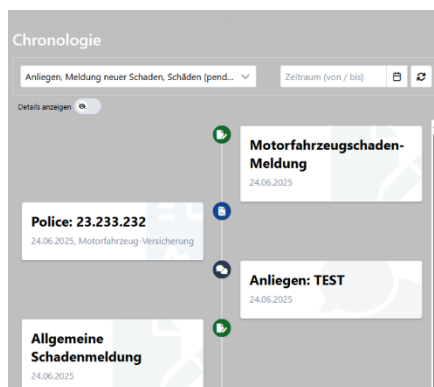 Chronologie
Anliegen, Meldung neuer Schaden, Schäden (pend...
Zeitraum (von / bis)
Details anzeigen
Motorfahrzeugschaden-
Meldung
24.06.2025
Police: 23.233.232
24.06.2025, Motorfahrzeug-Versicherung
Anliegen: TEST
24.06.2025
Allgemeine
Schadenmeldung
24.06.2025